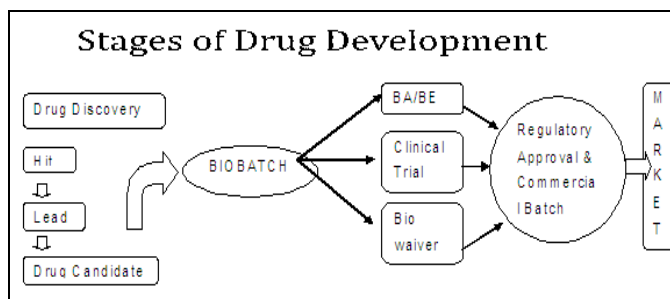 Stages of Drug Development
Drug Discovery
Hit
Lead
Drug Candidate
BIOBATCH
BA/BE
Clinical
Trial
Bio
waiver
Regulatory
Approval &
Commercia
l Batch
M
A
R
K
E
T